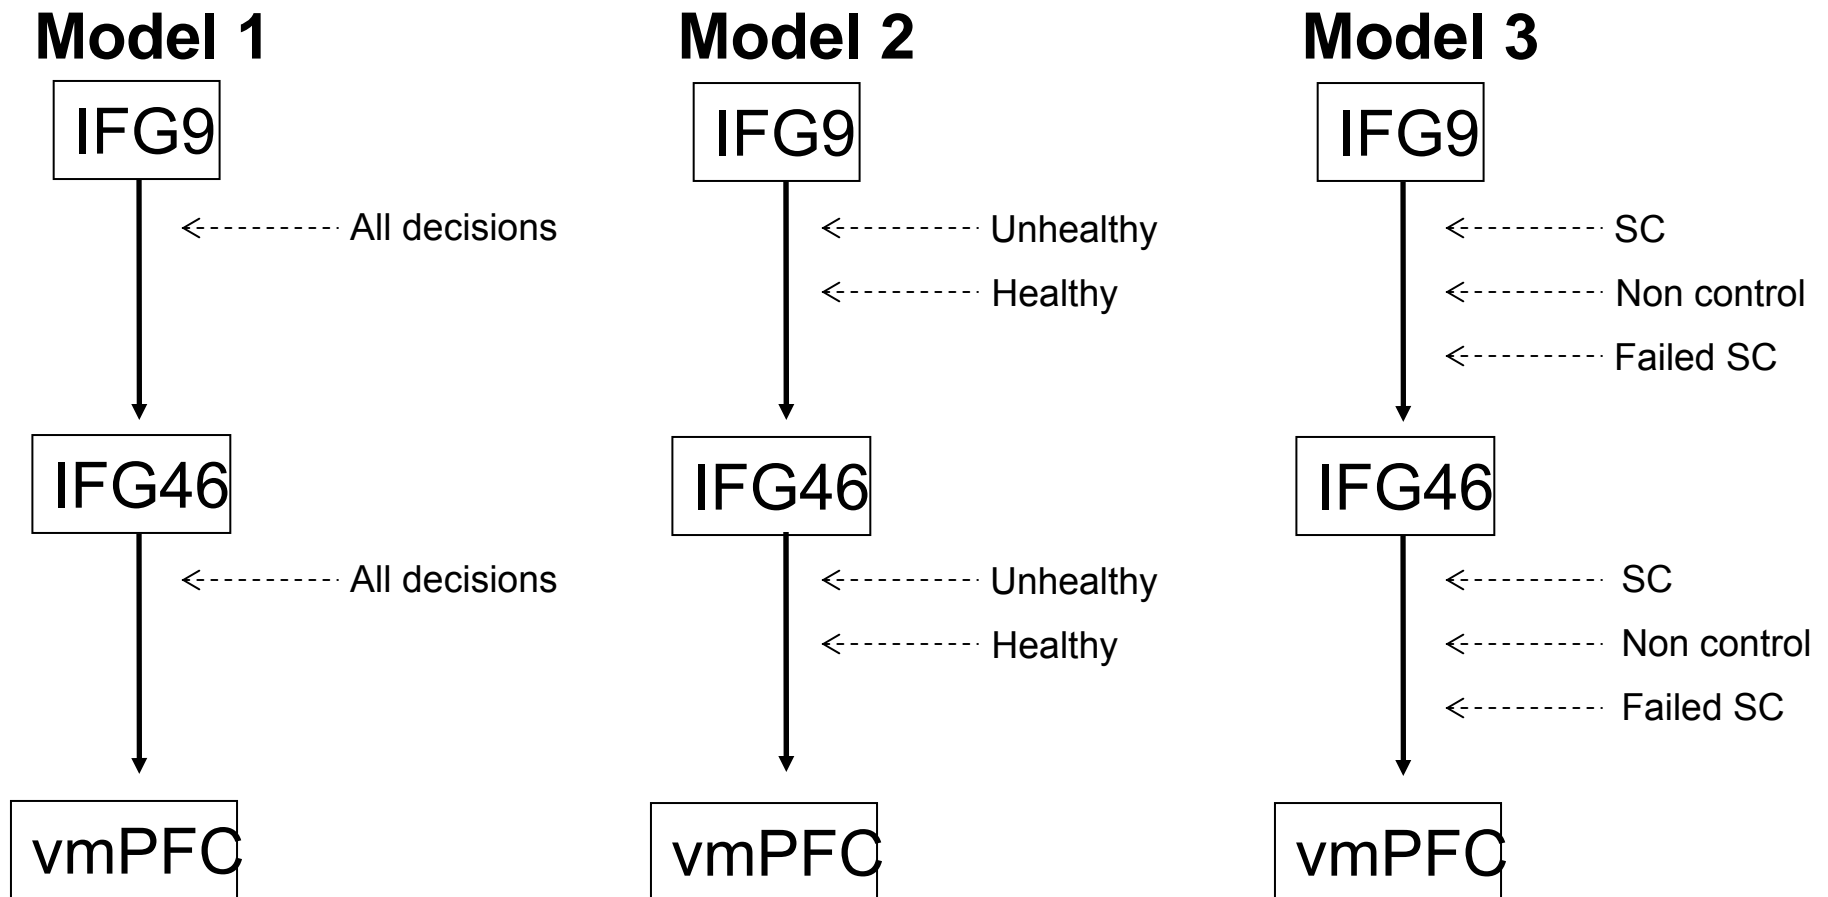 Model 1
IFG9
All decisions
IFG46
All decisions
vmPFC
Model 2
IFG9
Unhealthy
Healthy
IFG46
Unhealthy
Healthy
vmPFC
Model 3
IFG9
SC
Non control
Failed SC
IFG46
SC
Non control
Failed SC
vmPFC